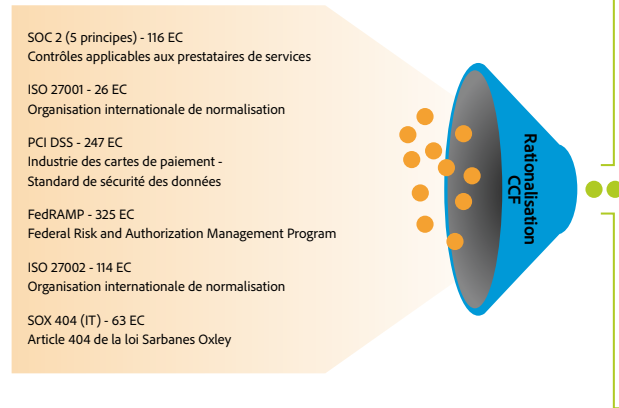 SOC 2 (5 principes) - 116 EC
Contrôles applicables aux prestataires de services
ISO 27001 - 26 EC
Organisation internationale de normalisation
PCI DSS - 247 EC
Industrie des cartes de paiement -
Standard de sécurité des données
FedRAMP - 325 EC
Federal Risk and Authorization Management Program
ISO 27002 - 114 EC
Organisation internationale de normalisation
SOX 404 (IT) - 63 EC
Article 404 de la loi Sarbanes Oxley
Rationalisation
CCF